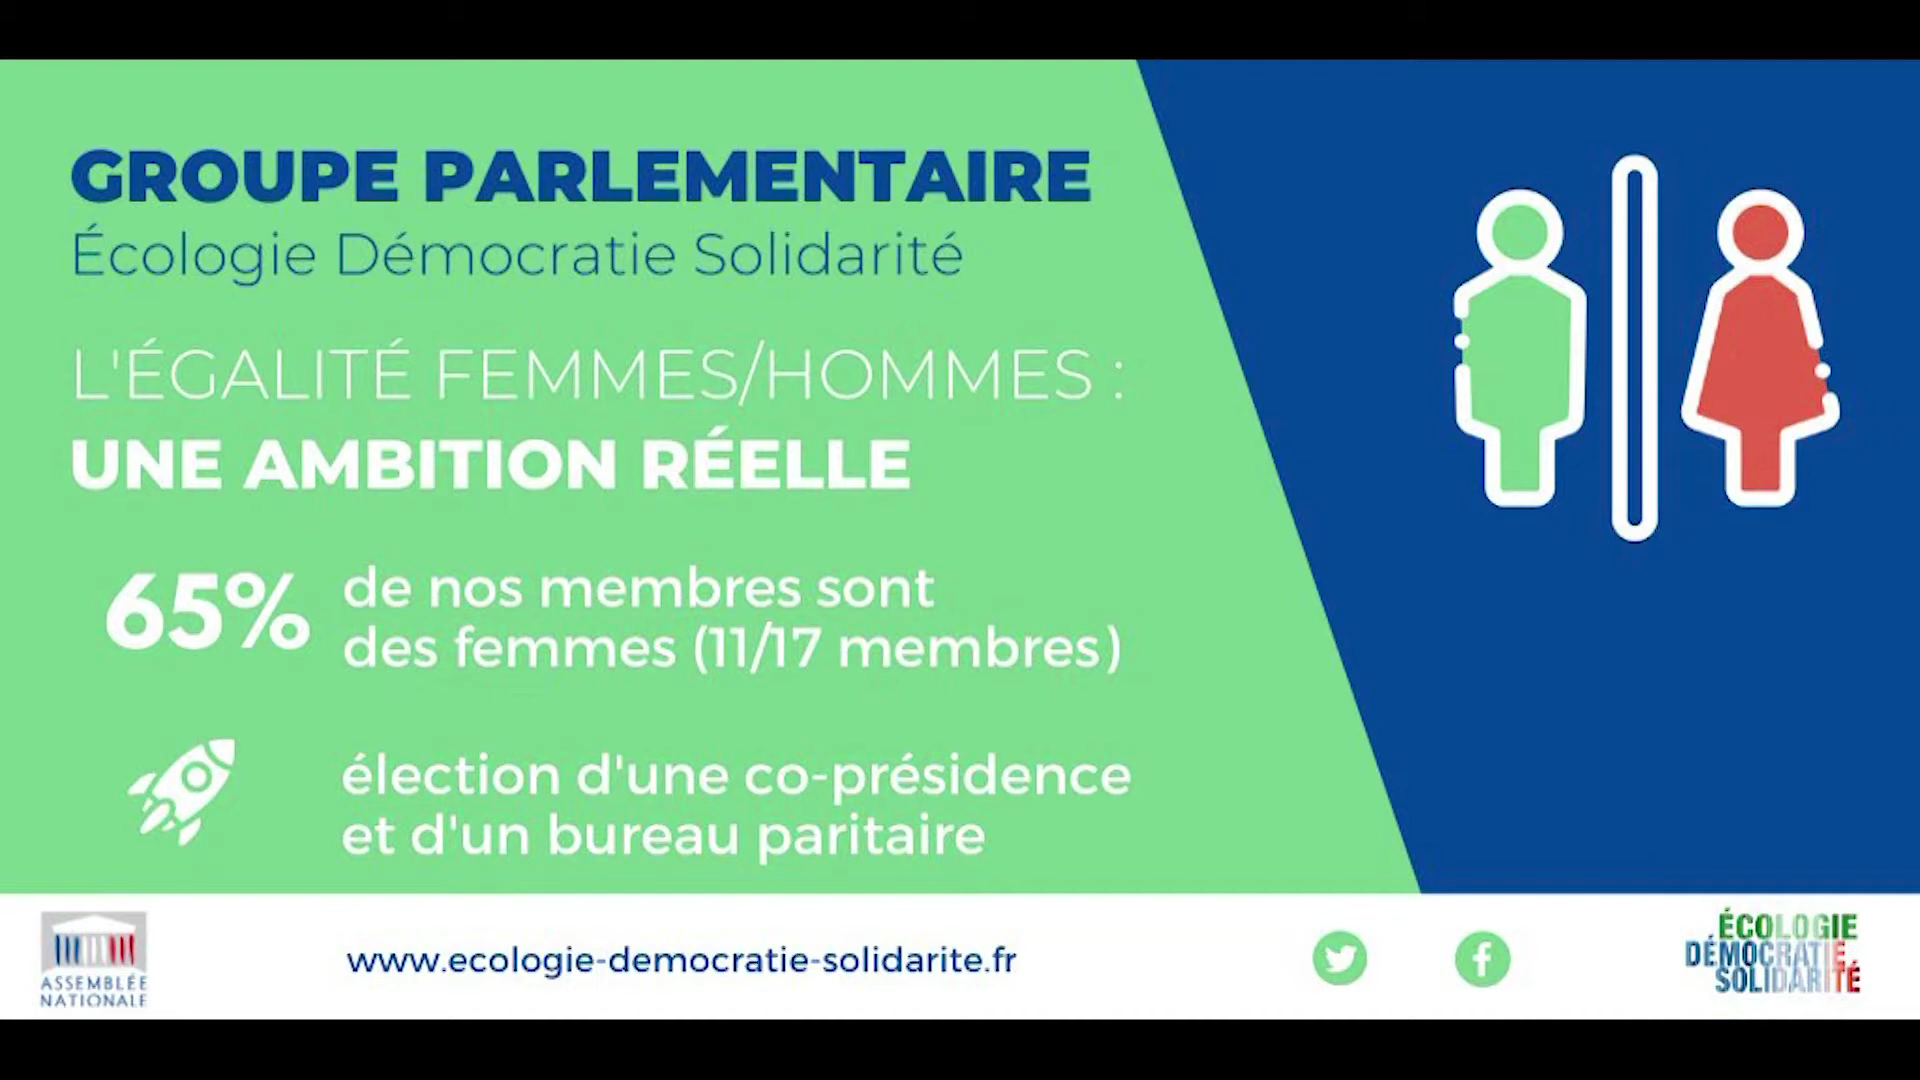 GROUPE PARLEMENTAIRE
Écologie Démocratie Solidarité
L'ÉGALITÉ FEMMES/HOMMES :
UNE AMBITION RÉELLE
65%
de nos membres sont
des femmes (11/17 membres)
élection d'une co-présidence
et d'un bureau paritaire
ASSEMBLÉE
NATIONALE
www.ecologie-democratie-solidarite.fr
ÉCOLOGIE
DÉMOCRATIE
SOLIDARITÉ